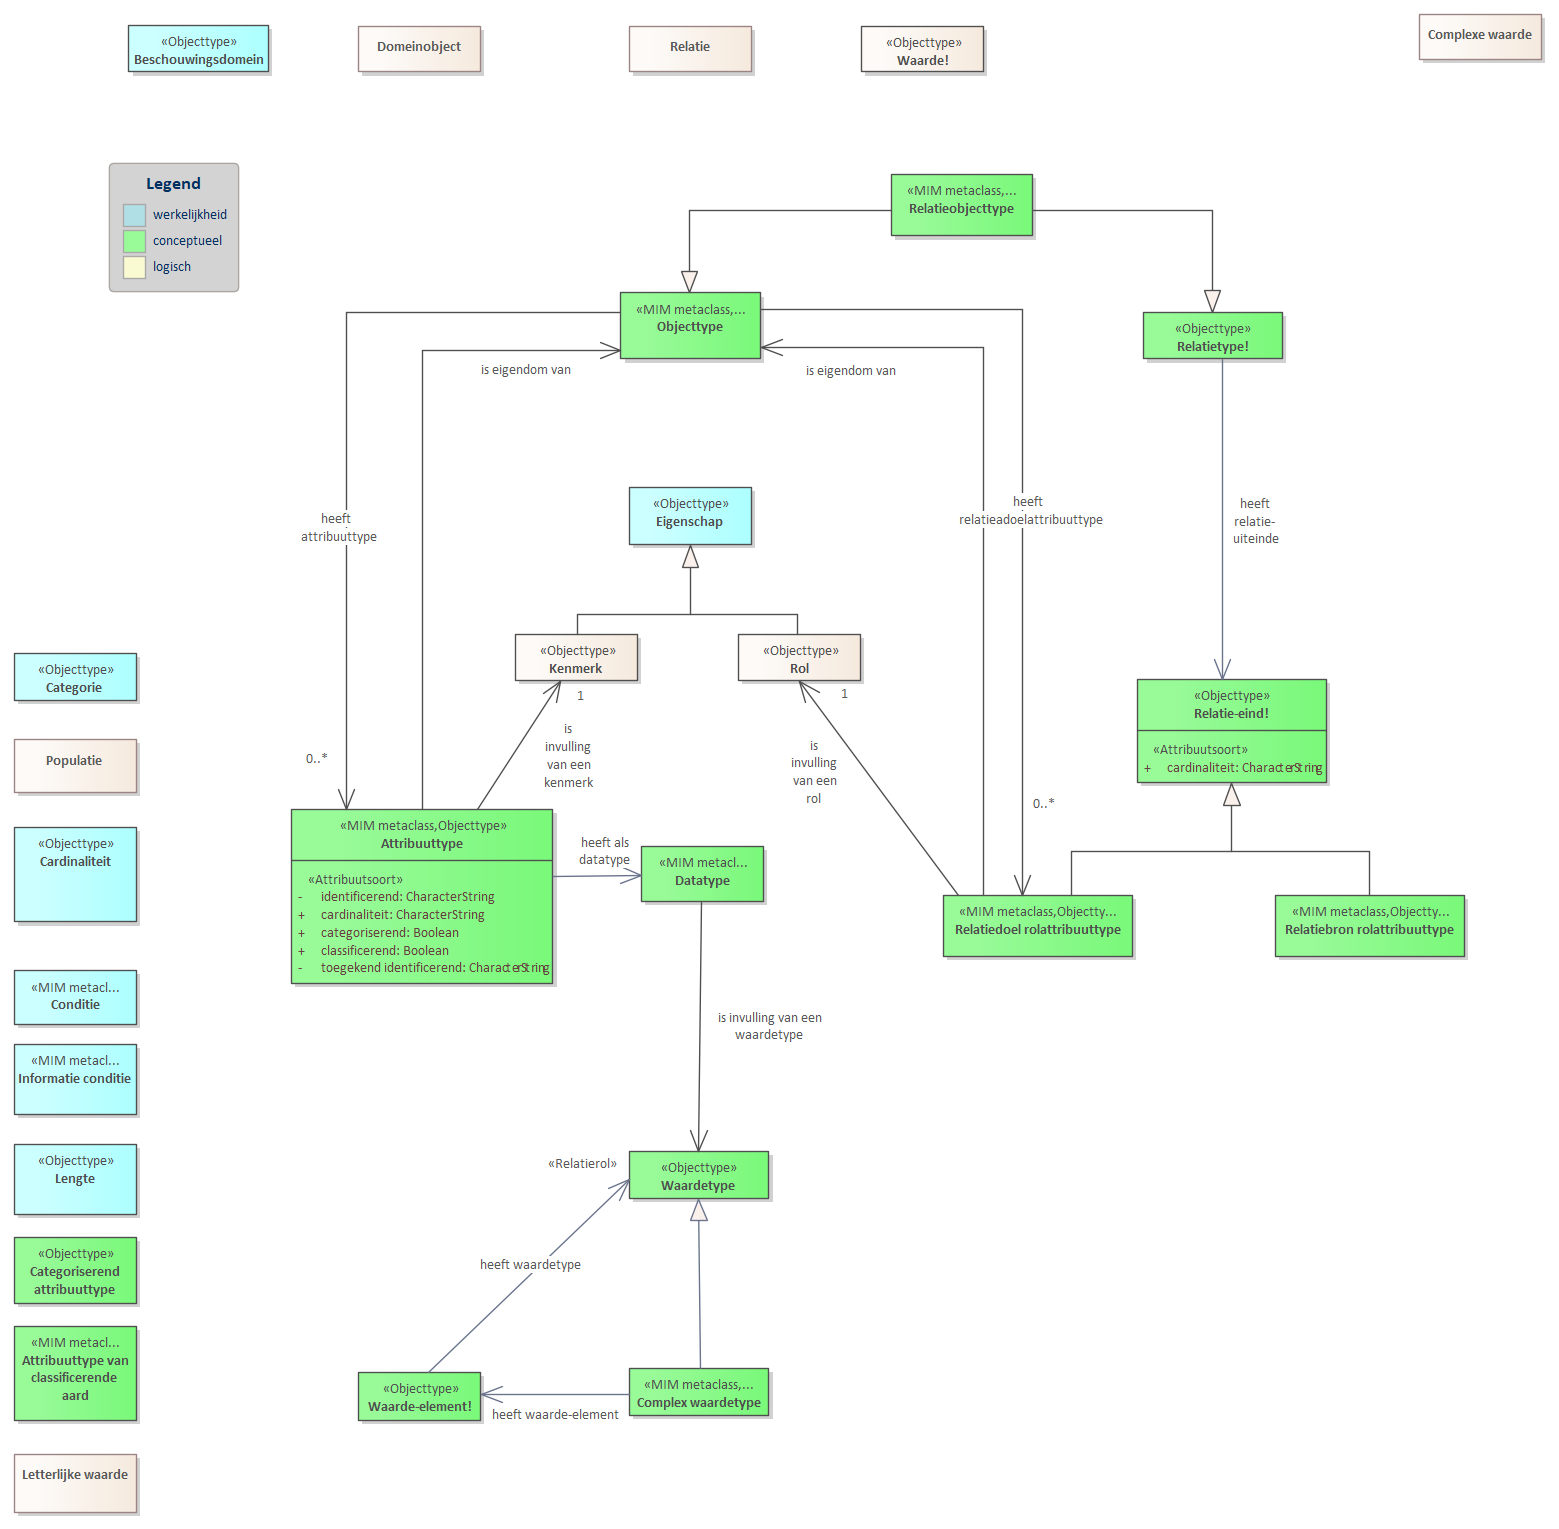 «Objecttype»
Beschouwingsdomein
Domeinobject
Relatie
«Objecttype»
Waarde!
Complexe waarde
Legend
werkelijkheid
conceptueel
logisch
«MIM metaclass,...
Relatieobjecttype
«MIM metaclass,...
Objecttype
«Objecttype»
Relatietype!
is eigendom van
is eigendom van
heeft
attribuuttype
«Objecttype»
Eigenschap
heeft
relatieadoelattribuuttype
heeft
relatie-
uiteinde
«Objecttype»
Kenmerk
1
«Objecttype»
Rol
1
«Objecttype»
Categorie
«Objecttype»
Relatie-eind!
«Attribuutsoort»
+ cardinaliteit: CharacterString
is
invulling
van een
kenmerk
is
invulling
van een
rol
Populatie
0..*
0..*
«Objecttype»
Cardinaliteit
«MIM metaclass,Objecttype»
Attribuuttype
«Attribuutsoort»
- identificerend: CharacterString
+ cardinaliteit: CharacterString
+ categoriserend: Boolean
+ classificerend: Boolean
- toegekend identificerend: CharacterString
heeft als
datatype
«MIM metacl...
Datatype
«MIM metaclass,Objectty...
Relatiedoel rolattribuuttype
«MIM metaclass,Objectty...
Relatiebron rolattribuuttype
«MIM metacl...
Conditie
is invulling van een
waardetype
«MIM metacl...
Informatie conditie
«Objecttype»
Lengte
«Relatierol»
«Objecttype»
Waardetype
«Objecttype»
Categoriserend
attribuuttype
heeft waardetype
«MIM metacl...
Attribuuttype van
classificerende
aard
«Objecttype»
Waarde-element!
heeft waarde-element
«MIM metaclass,...
Complex waardetype
Letterlijke waarde